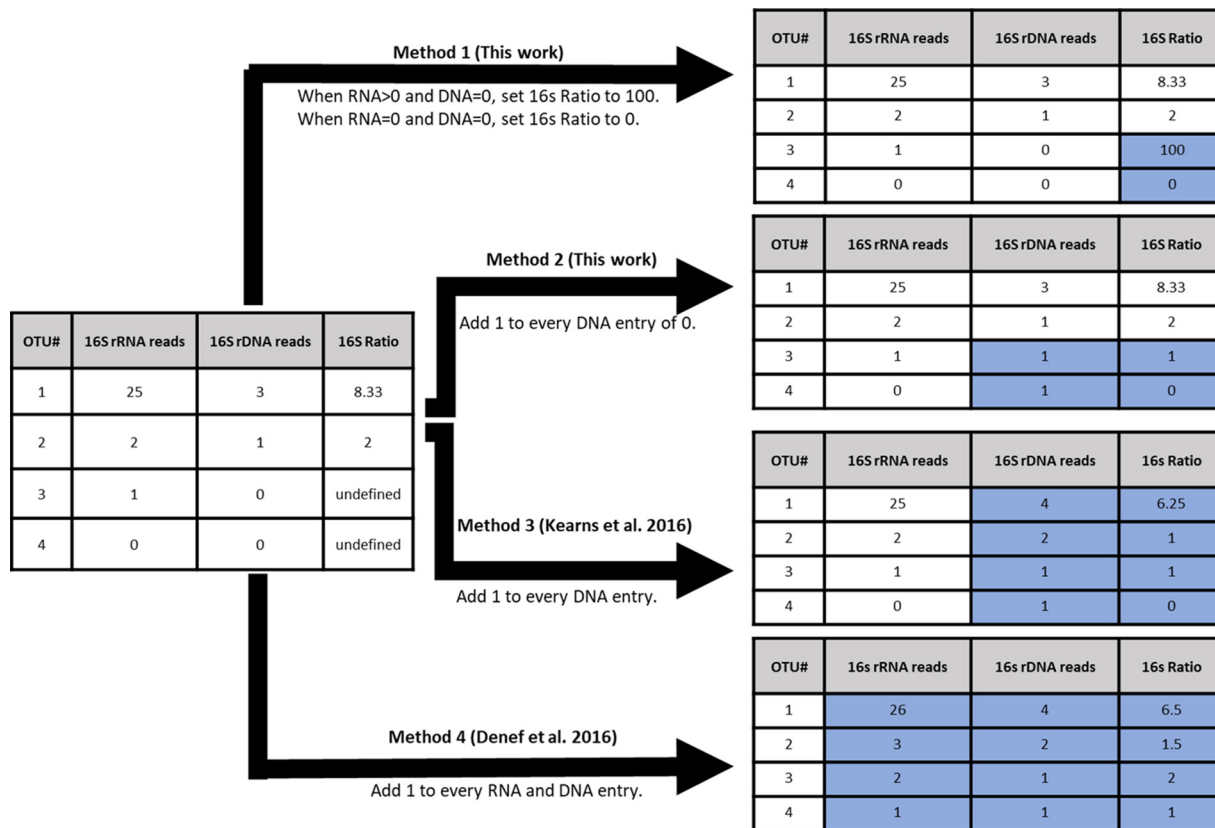 OTU# 16S rRNA reads 16S rDNA reads 16S Ratio
1 25 3 8.33
2 2 1 2
3 1 0 undefined
4 0 0 undefined
Method 1 (This work)
When RNA>0 and DNA=0, set 16s Ratio to 100.
When RNA=0 and DNA=0, set 16s Ratio to 0.
OTU# 16S rRNA reads 16S rDNA reads 16S Ratio
1 25 3 8.33
2 2 1 2
3 1 0 100
4 0 0 0
Method 2 (This work)
Add 1 to every DNA entry of 0.
OTU# 16S rRNA reads 16S rDNA reads 16S Ratio
1 25 3 8.33
2 2 1 2
3 1 1 1
4 0 1 0
Method 3 (Kearns et al. 2016)
Add 1 to every DNA entry.
OTU# 16S rRNA reads 16S rDNA reads 16s Ratio
1 25 4 6.25
2 2 2 1
3 1 1 1
4 0 1 0
Method 4 (Denef et al. 2016)
Add 1 to every RNA and DNA entry.
OTU# 16s rRNA reads 16s rDNA reads 16s Ratio
1 26 4 6.5
2 3 2 1.5
3 2 1 2
4 1 1 1